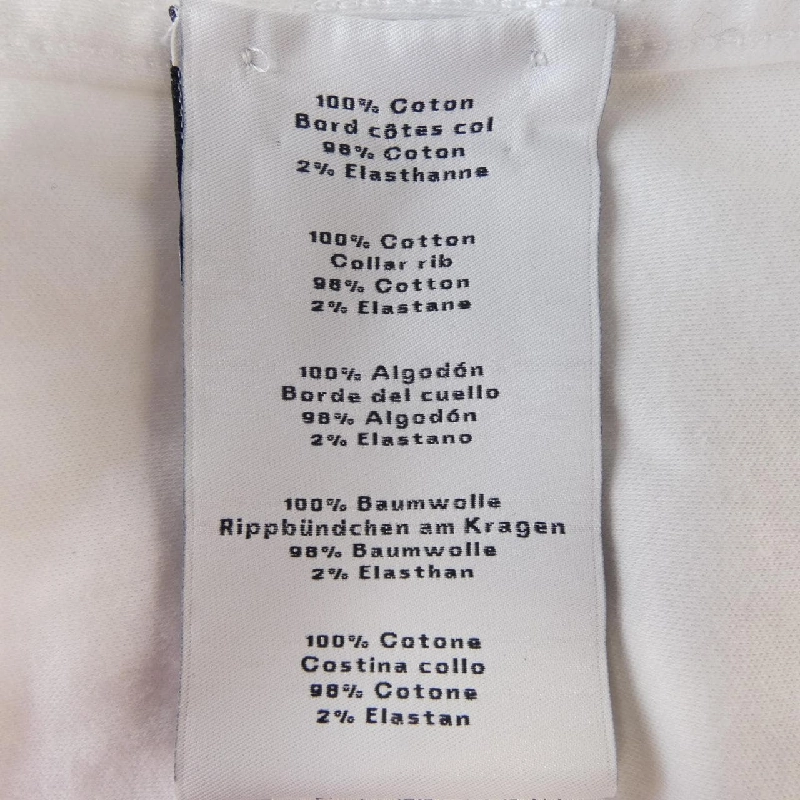 100% Coton
Bord côtes col
98% Coton
2% Elasthanne
100% Cotton
Collar rib
98% Cotton
2% Elastane
100% Algodón
Borde del cuello
98% Algodón
2% Elastano
100% Baumwolle
Rippbündchen am Kragen
98% Baumwolle
2% Elasthan
100% Cotone
Costina collo
98% Cotone
2% Elastan